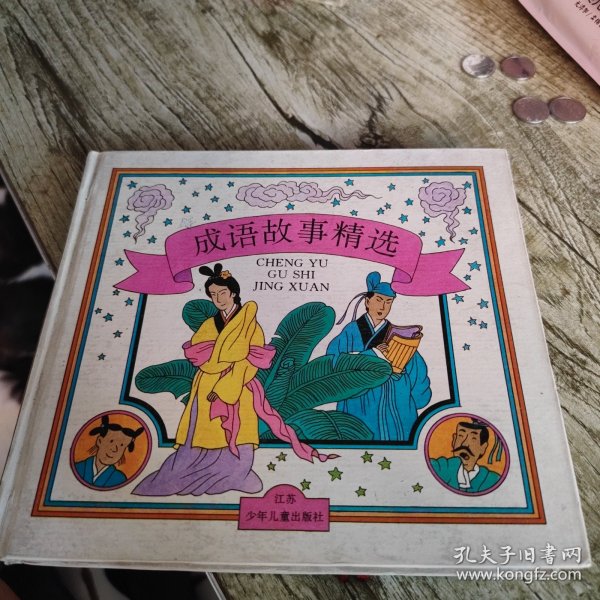 成语故事精选
CHENG YU
GU SHI
JING XUAN
江苏
少年儿童出版社
孔夫子旧书网
www.kongfz.com